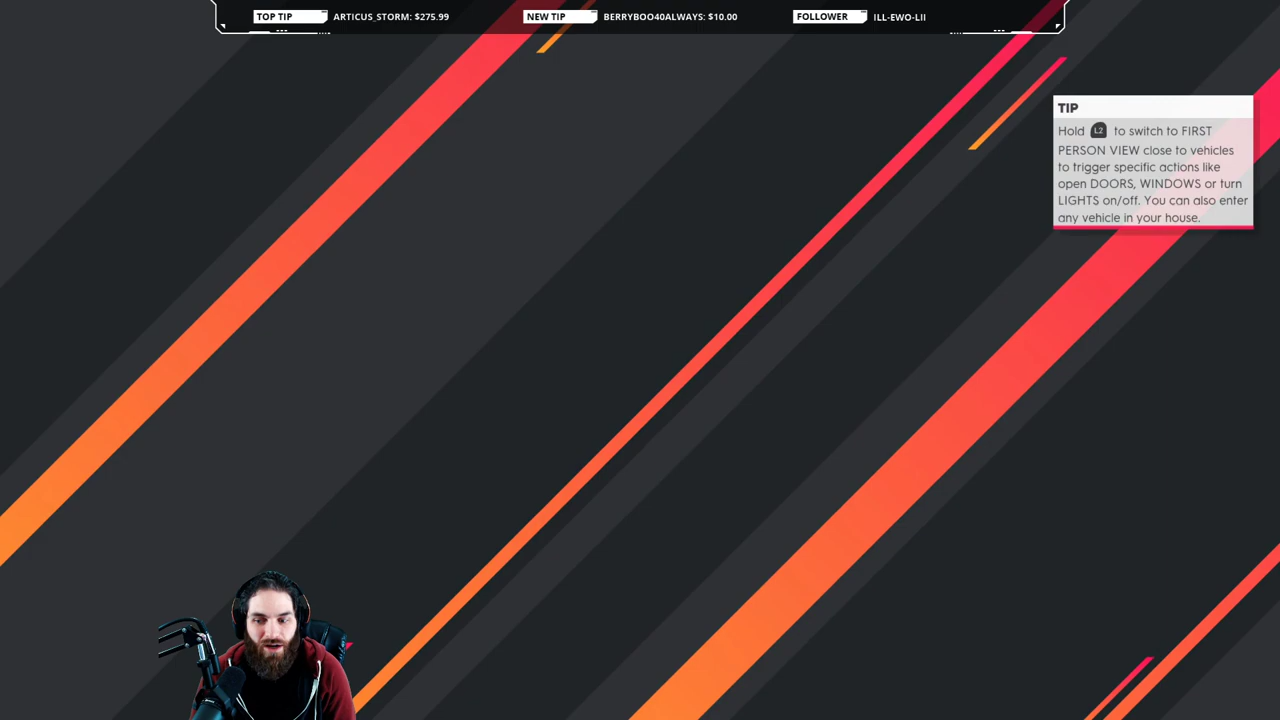 TOP TIP ARTICUS_STORM: $275.99 NEW TIP BERRYBOO40ALWAYS: $10.00 FOLLOWER ILL-EWO-LII
TIP
Hold L2 to switch to FIRST
PERSON VIEW close to vehicles
to trigger specific actions like
open DOORS, WINDOWS or turn
LIGHTS on/off. You can also enter
any vehicle in your house.